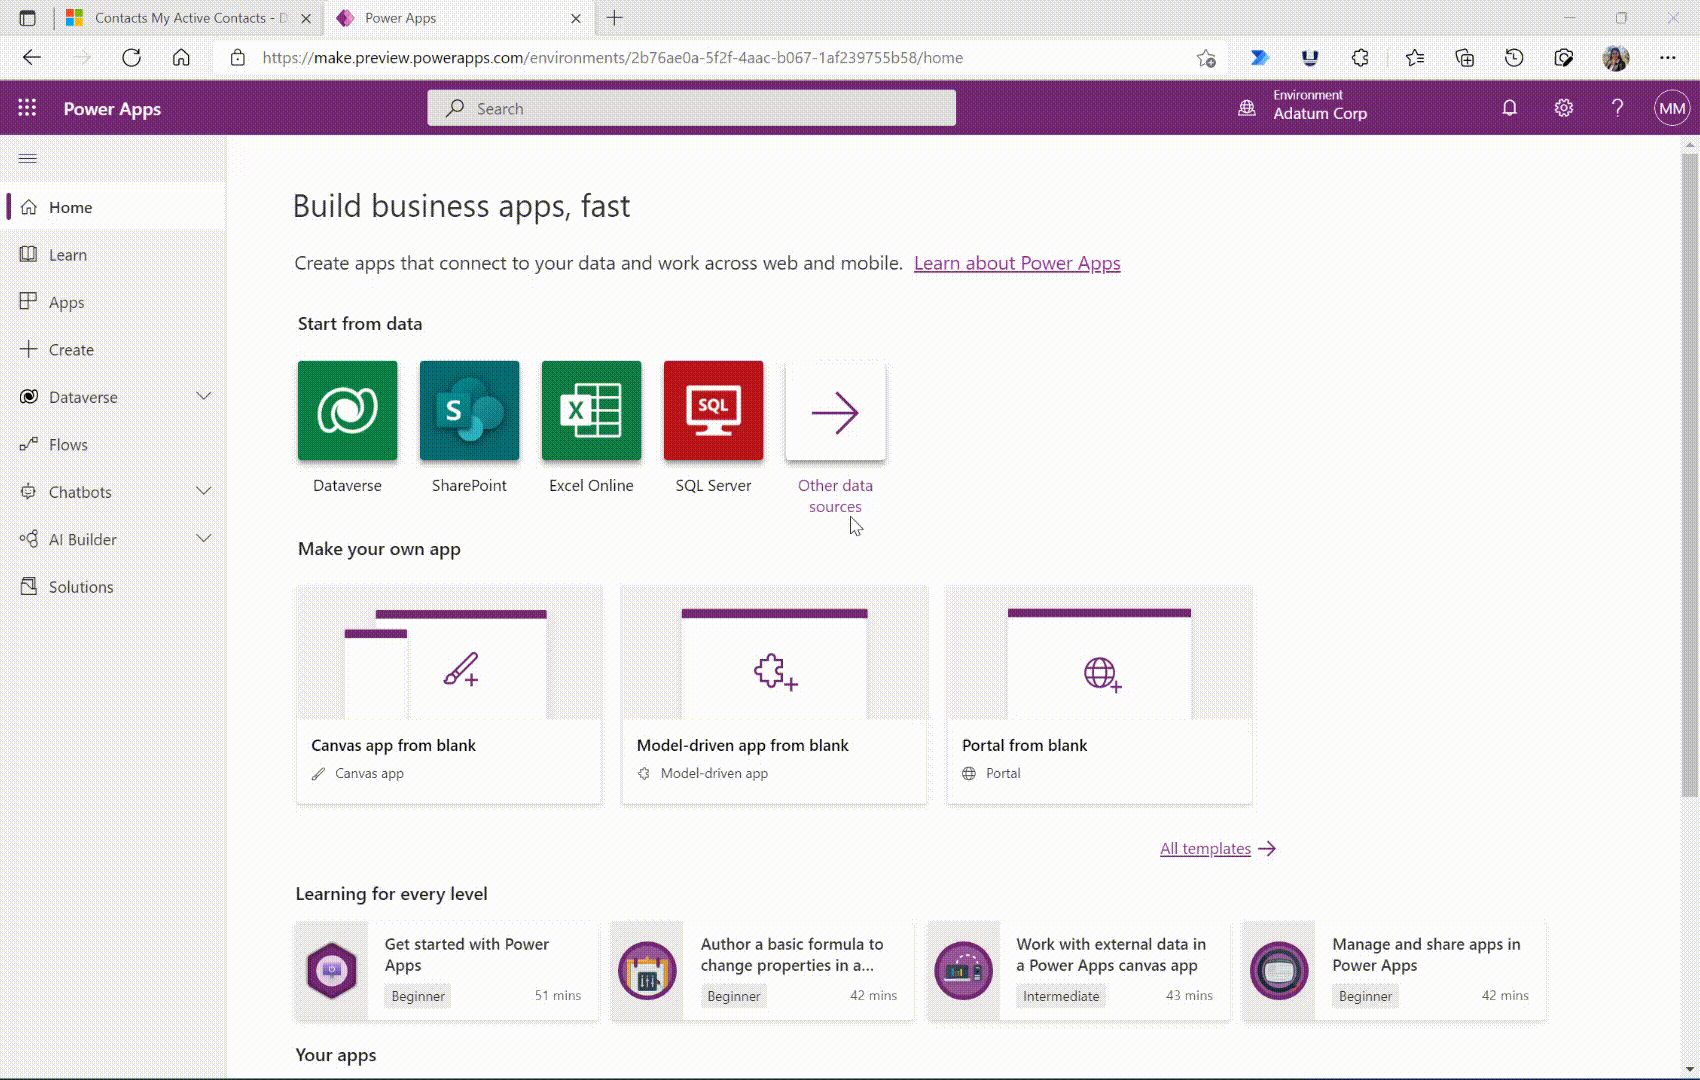 Contacts My Active Contacts - D
Power Apps
https://make.preview.powerapps.com/environments/2b76ae0a-5f2f-4aac-b067-1af239755b58/home
Power Apps
Search
Environment
Adatum Corp
MM
Home
Learn
Apps
Create
Dataverse
Flows
Chatbots
AI Builder
Solutions
Build business apps, fast
Create apps that connect to your data and work across web and mobile. Learn about Power Apps
Start from data
S
X
SQL
Dataverse
SharePoint
Excel Online
SQL Server
Other data
sources
Make your own app
Canvas app from blank
Canvas app
Model-driven app from blank
Model-driven app
Portal from blank
Portal
All templates
Learning for every level
Get started with Power
Apps
Beginner
51 mins
Author a basic formula to
change properties in a...
Beginner
42 mins
Work with external data in
a Power Apps canvas app
Intermediate
43 mins
Manage and share apps in
Power Apps
Beginner
42 mins
Your apps